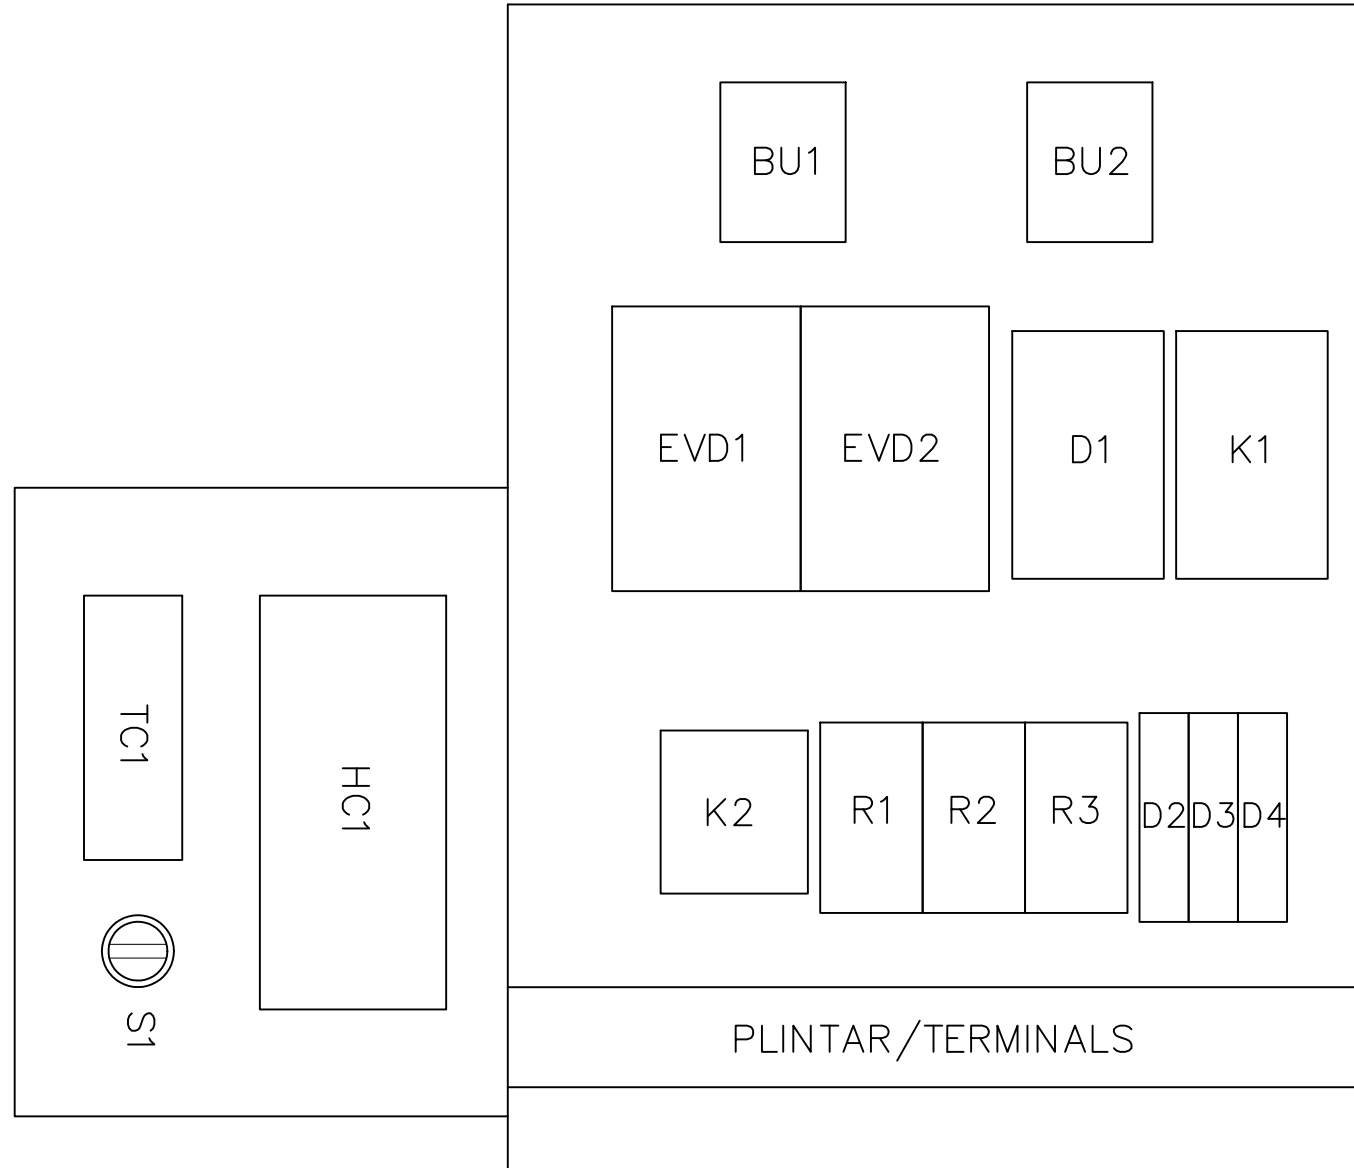 BU1
BU2
EVD1
EVD2
D1
K1
TC1
HC1
K2
R1
R2
R3
D2
D3
D4
S1
PLINTAR/TERMINALS